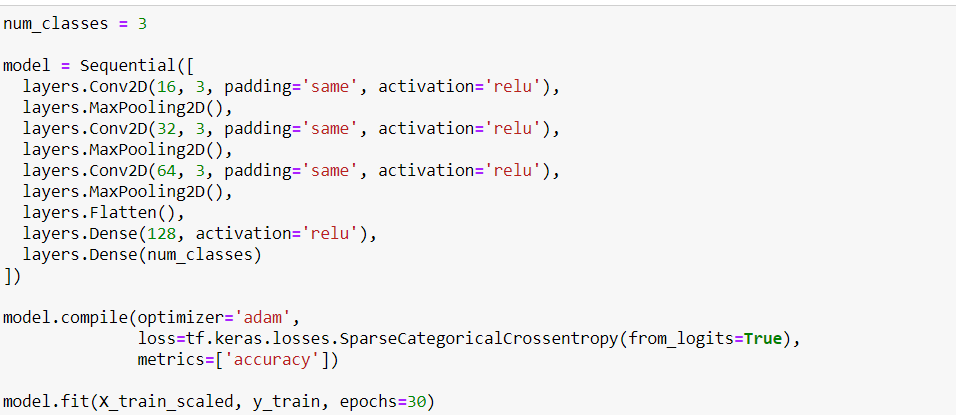 num_classes = 3
model = Sequential([
  layers.Conv2D(16, 3, padding='same', activation='relu'),
  layers.MaxPooling2D(),
  layers.Conv2D(32, 3, padding='same', activation='relu'),
  layers.MaxPooling2D(),
  layers.Conv2D(64, 3, padding='same', activation='relu'),
  layers.MaxPooling2D(),
  layers.Flatten(),
  layers.Dense(128, activation='relu'),
  layers.Dense(num_classes)
])
model.compile(optimizer='adam',
              loss=tf.keras.losses.SparseCategoricalCrossentropy(from_logits=True),
              metrics=['accuracy'])
model.fit(X_train_scaled, y_train, epochs=30)